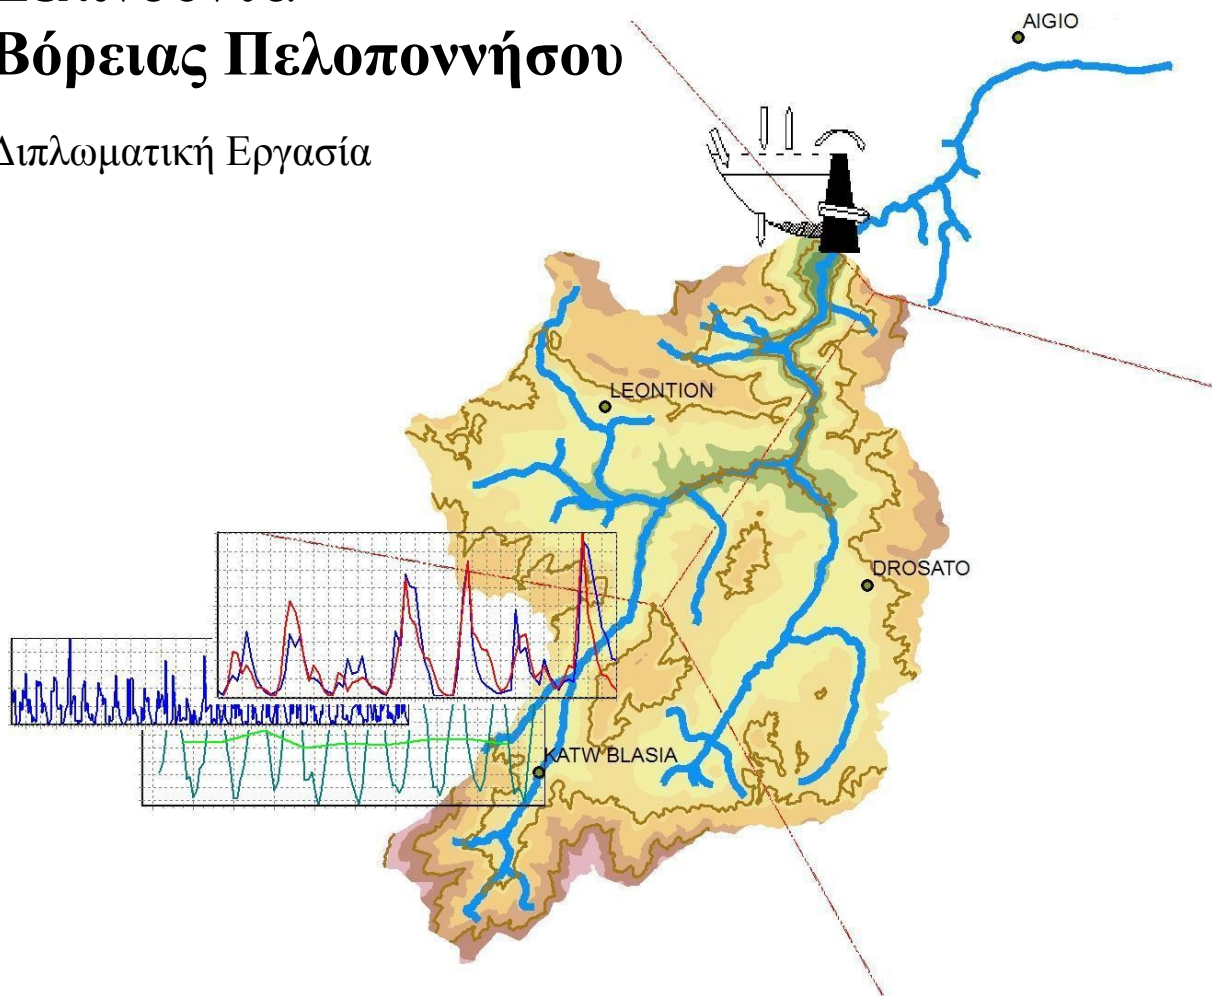 Βόρειας Πελοποννήσου
Διπλωματική Εργασία
AIGIO
LEONTION
DROSATO
KATW BLASIA